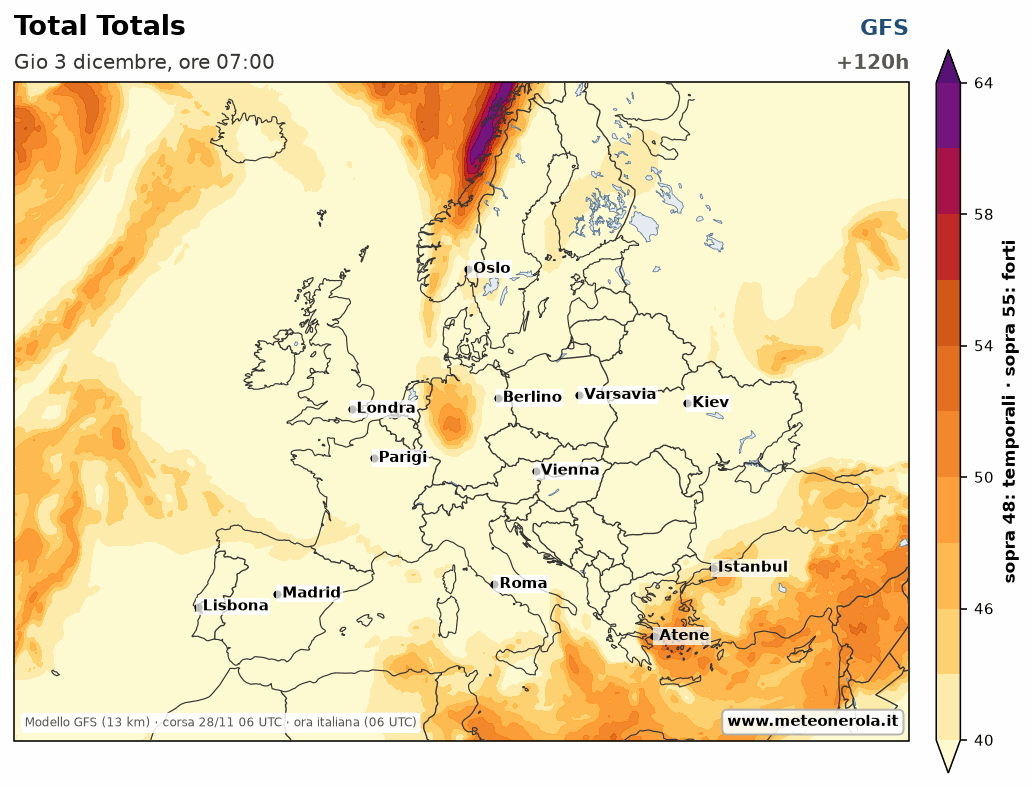 Total Totals
GFS
Gio 3 dicembre, ore 07:00
+120h
64
58
54
50
46
40
sopra 48: temporali · sopra 55: forti
Oslo
Londra
Berlino
Varsavia
Kiev
Parigi
Vienna
Istanbul
Roma
Madrid
Lisbona
Atene
Modello GFS (13 km) · corsa 28/11 06 UTC · ora italiana (06 UTC)
www.meteonerola.it